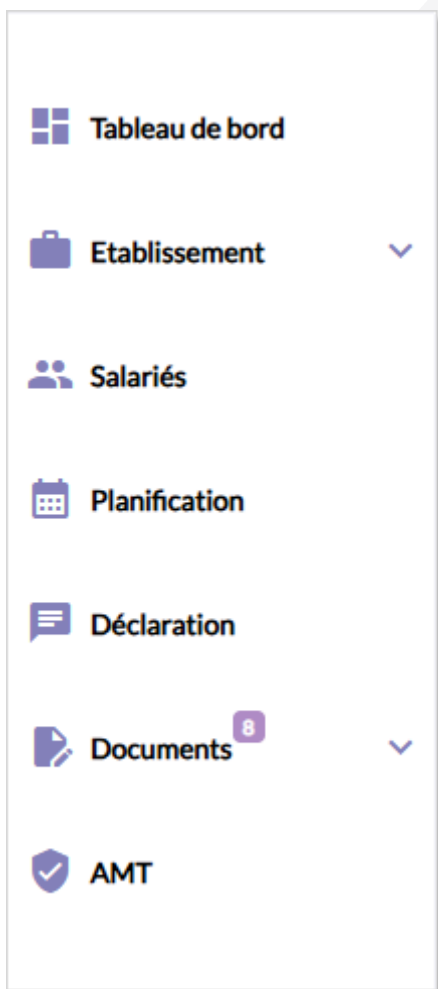 Tableau de bord
Etablissement
Salariés
Planification
Déclaration
Documents 8
AMT